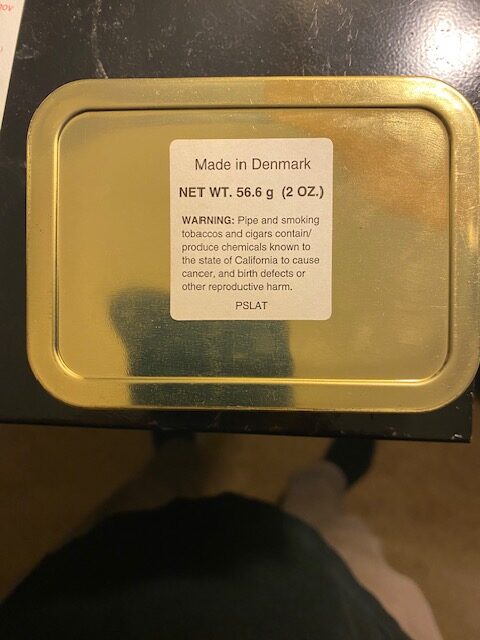 Made in Denmark
NET WT. 56.6 g (2 OZ.)
WARNING: Pipe and smoking
tobaccos and cigars contain/
produce chemicals known to
the state of California to cause
cancer, and birth defects or
other reproductive harm.
PSLAT